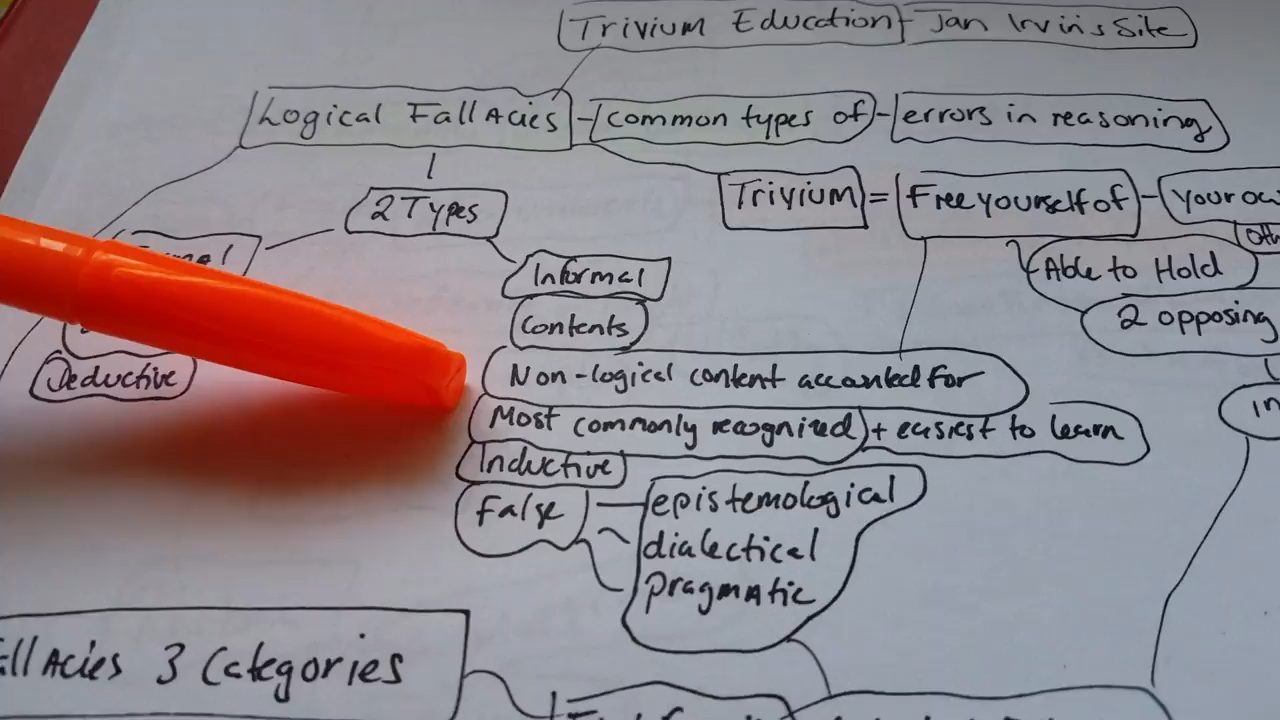 Trivium Education - Jan Irvin's Site
Logical Fallacies - common types of - errors in reasoning
2 Types
Trivium = Free yourself of - your
Able to Hold
2 opposing
Informal
Contents
Deductive
Non-logical content accounted for
Most commonly recognized + easiest to learn
Inductive
False
epistemological
dialectical
pragmatic
3 Categories